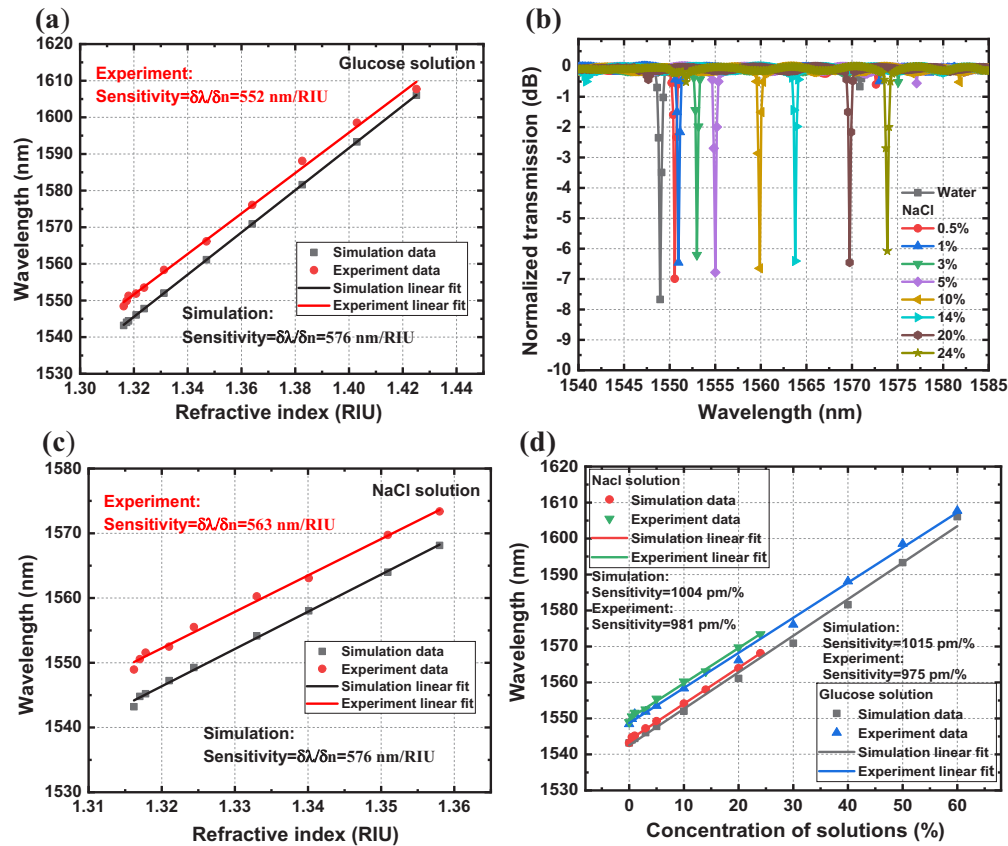 (a)
1620
1610
1600
1590
1580
1570
1560
1550
1540
1530
Wavelength (nm)
Experiment:
Sensitivity=δλ/δn=552 nm/RIU
Glucose solution
Simulation data
Experiment data
Simulation linear fit
Experiment linear fit
Simulation:
Sensitivity=δλ/δn=576 nm/RIU
1.30 1.32 1.34 1.36 1.38 1.40 1.42 1.44
Refractive index (RIU)
(b)
0
-1
-2
-3
-4
-5
-6
-7
-8
-9
-10
Normalized transmission (dB)
Water
NaCl
0.5%
1%
3%
5%
10%
14%
20%
24%
1540 1545 1550 1555 1560 1565 1570 1575 1580 1585
Wavelength (nm)
(c)
1580
1570
1560
1550
1540
1530
Wavelength (nm)
NaCl solution
Experiment:
Sensitivity=δλ/δn=563 nm/RIU
Simulation data
Experiment data
Simulation linear fit
Experiment linear fit
Simulation:
Sensitivity=δλ/δn=576 nm/RIU
1.31 1.32 1.33 1.34 1.35 1.36
Refractive index (RIU)
(d)
1620
1610
1600
1590
1580
1570
1560
1550
1540
1530
Wavelength (nm)
Nacl solution
Simulation data
Experiment data
Simulation linear fit
Experiment linear fit
Simulation:
Sensitivity=1004 pm/%
Experiment:
Sensitivity=981 pm/%
Simulation:
Sensitivity=1015 pm/%
Experiment:
Sensitivity=975 pm/%
Glucose solution
Simulation data
Experiment data
Simulation linear fit
Experiment linear fit
0 10 20 30 40 50 60
Concentration of solutions (%)